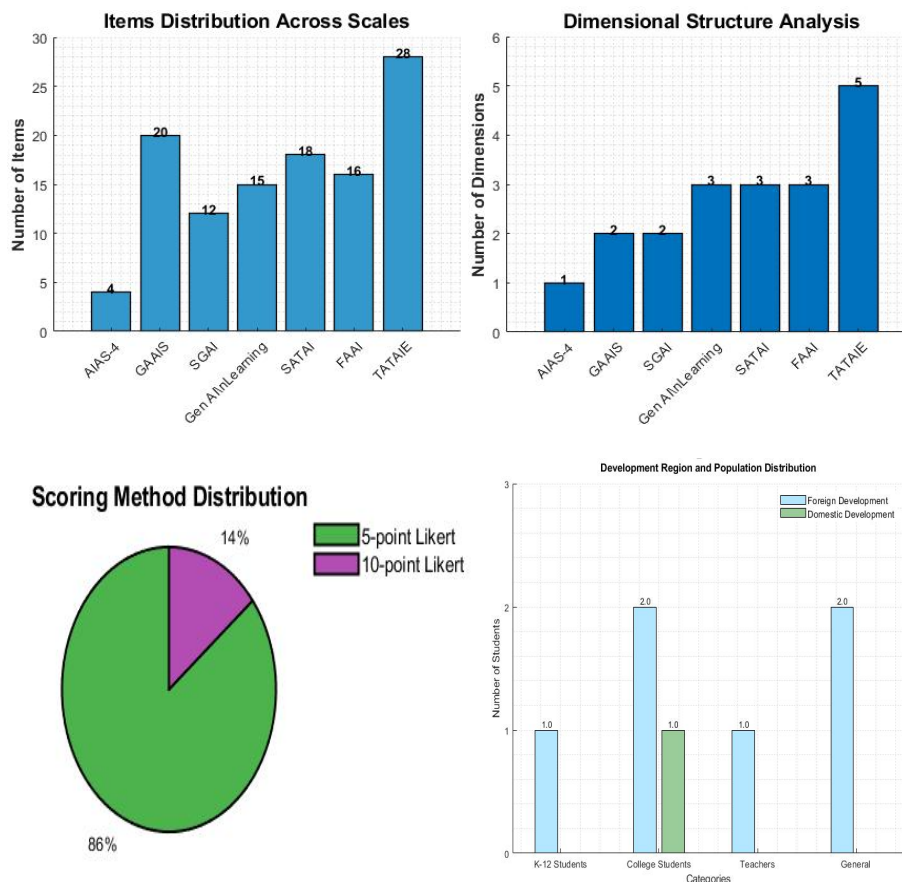 Items Distribution Across Scales
Number of Items
30
25
20
15
10
5
0
4
20
12
15
18
16
28
AIAS-4
GAAIS
SGAI
Gen AI\nLearning
SATAI
FAAI
TATAIE
Dimensional Structure Analysis
Number of Dimensions
6
5
4
3
2
1
0
1
2
2
3
3
3
5
AIAS-4
GAAIS
SGAI
Gen AI\nLearning
SATAI
FAAI
TATAIE
Scoring Method Distribution
14%
86%
5-point Likert
10-point Likert
Development Region and Population Distribution
Foreign Development
Domestic Development
Number of Students
3
2
1
0
1.0
2.0
1.0
1.0
2.0
K-12 Students
College Students
Teachers
General
Categories